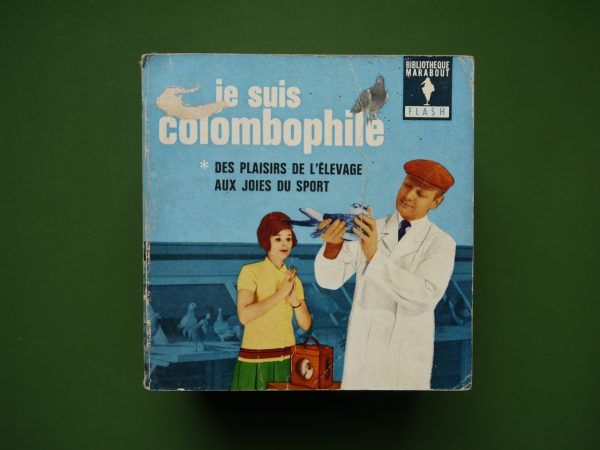 je suis
colombophile
* DES PLAISIRS DE L'ÉLEVAGE
AUX JOIES DU SPORT
BIBLIOTHEQUE
MARABOUT
FLASH